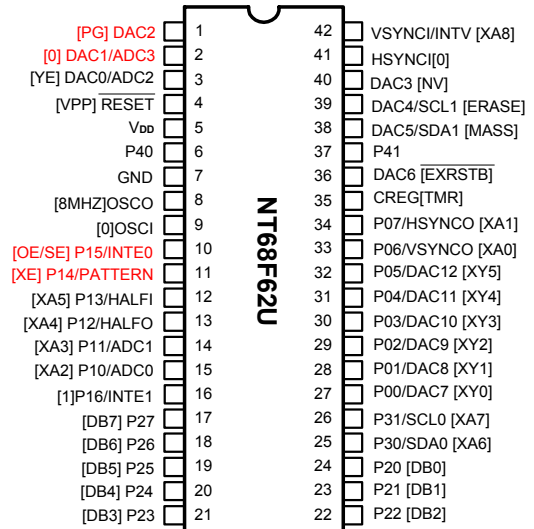 [PG] DAC2 1 42 VSYNCI/INTV [XA8]
[0] DAC1/ADC3 2 41 HSYNCI[0]
[YE] DAC0/ADC2 3 40 DAC3 [NV]
[VPP] RESET 4 39 DAC4/SCL1 [ERASE]
VDD 5 38 DAC5/SDA1 [MASS]
P40 6 37 P41
GND 7 36 DAC6 [EXRSTB]
[8MHZ]OSCO 8 35 CREG[TMR]
[0]OSCI 9 34 P07/HSYNCO [XA1]
[OE/SE] P15/INTE0 10 33 P06/VSYNCO [XA0]
[XE] P14/PATTERN 11 32 P05/DAC12 [XY5]
[XA5] P13/HALFI 12 31 P04/DAC11 [XY4]
[XA4] P12/HALFO 13 30 P03/DAC10 [XY3]
[XA3] P11/ADC1 14 29 P02/DAC9 [XY2]
[XA2] P10/ADC0 15 28 P01/DAC8 [XY1]
[1]P16/INTE1 16 27 P00/DAC7 [XY0]
[DB7] P27 17 26 P31/SCL0 [XA7]
[DB6] P26 18 25 P30/SDA0 [XA6]
[DB5] P25 19 24 P20 [DB0]
[DB4] P24 20 23 P21 [DB1]
[DB3] P23 21 22 P22 [DB2]
NT68F62U